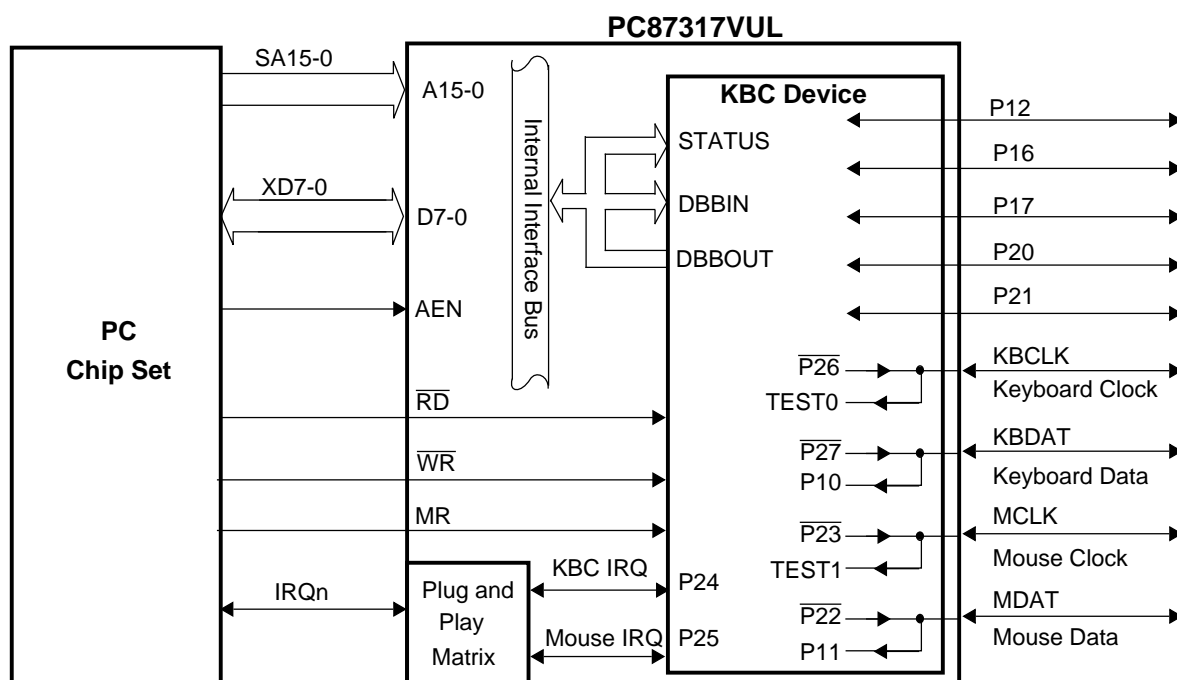 PC87317VUL
PC
Chip Set
SA15-0
A15-0
XD7-0
D7-0
AEN
RD
WR
MR
IRQn
Internal Interface Bus
Plug and
Play
Matrix
KBC IRQ
Mouse IRQ
KBC Device
STATUS
DBBIN
DBBOUT
P26
TEST0
P27
P10
P23
TEST1
P24
P22
P25
P11
P12
P16
P17
P20
P21
KBCLK
Keyboard Clock
KBDAT
Keyboard Data
MCLK
Mouse Clock
MDAT
Mouse Data